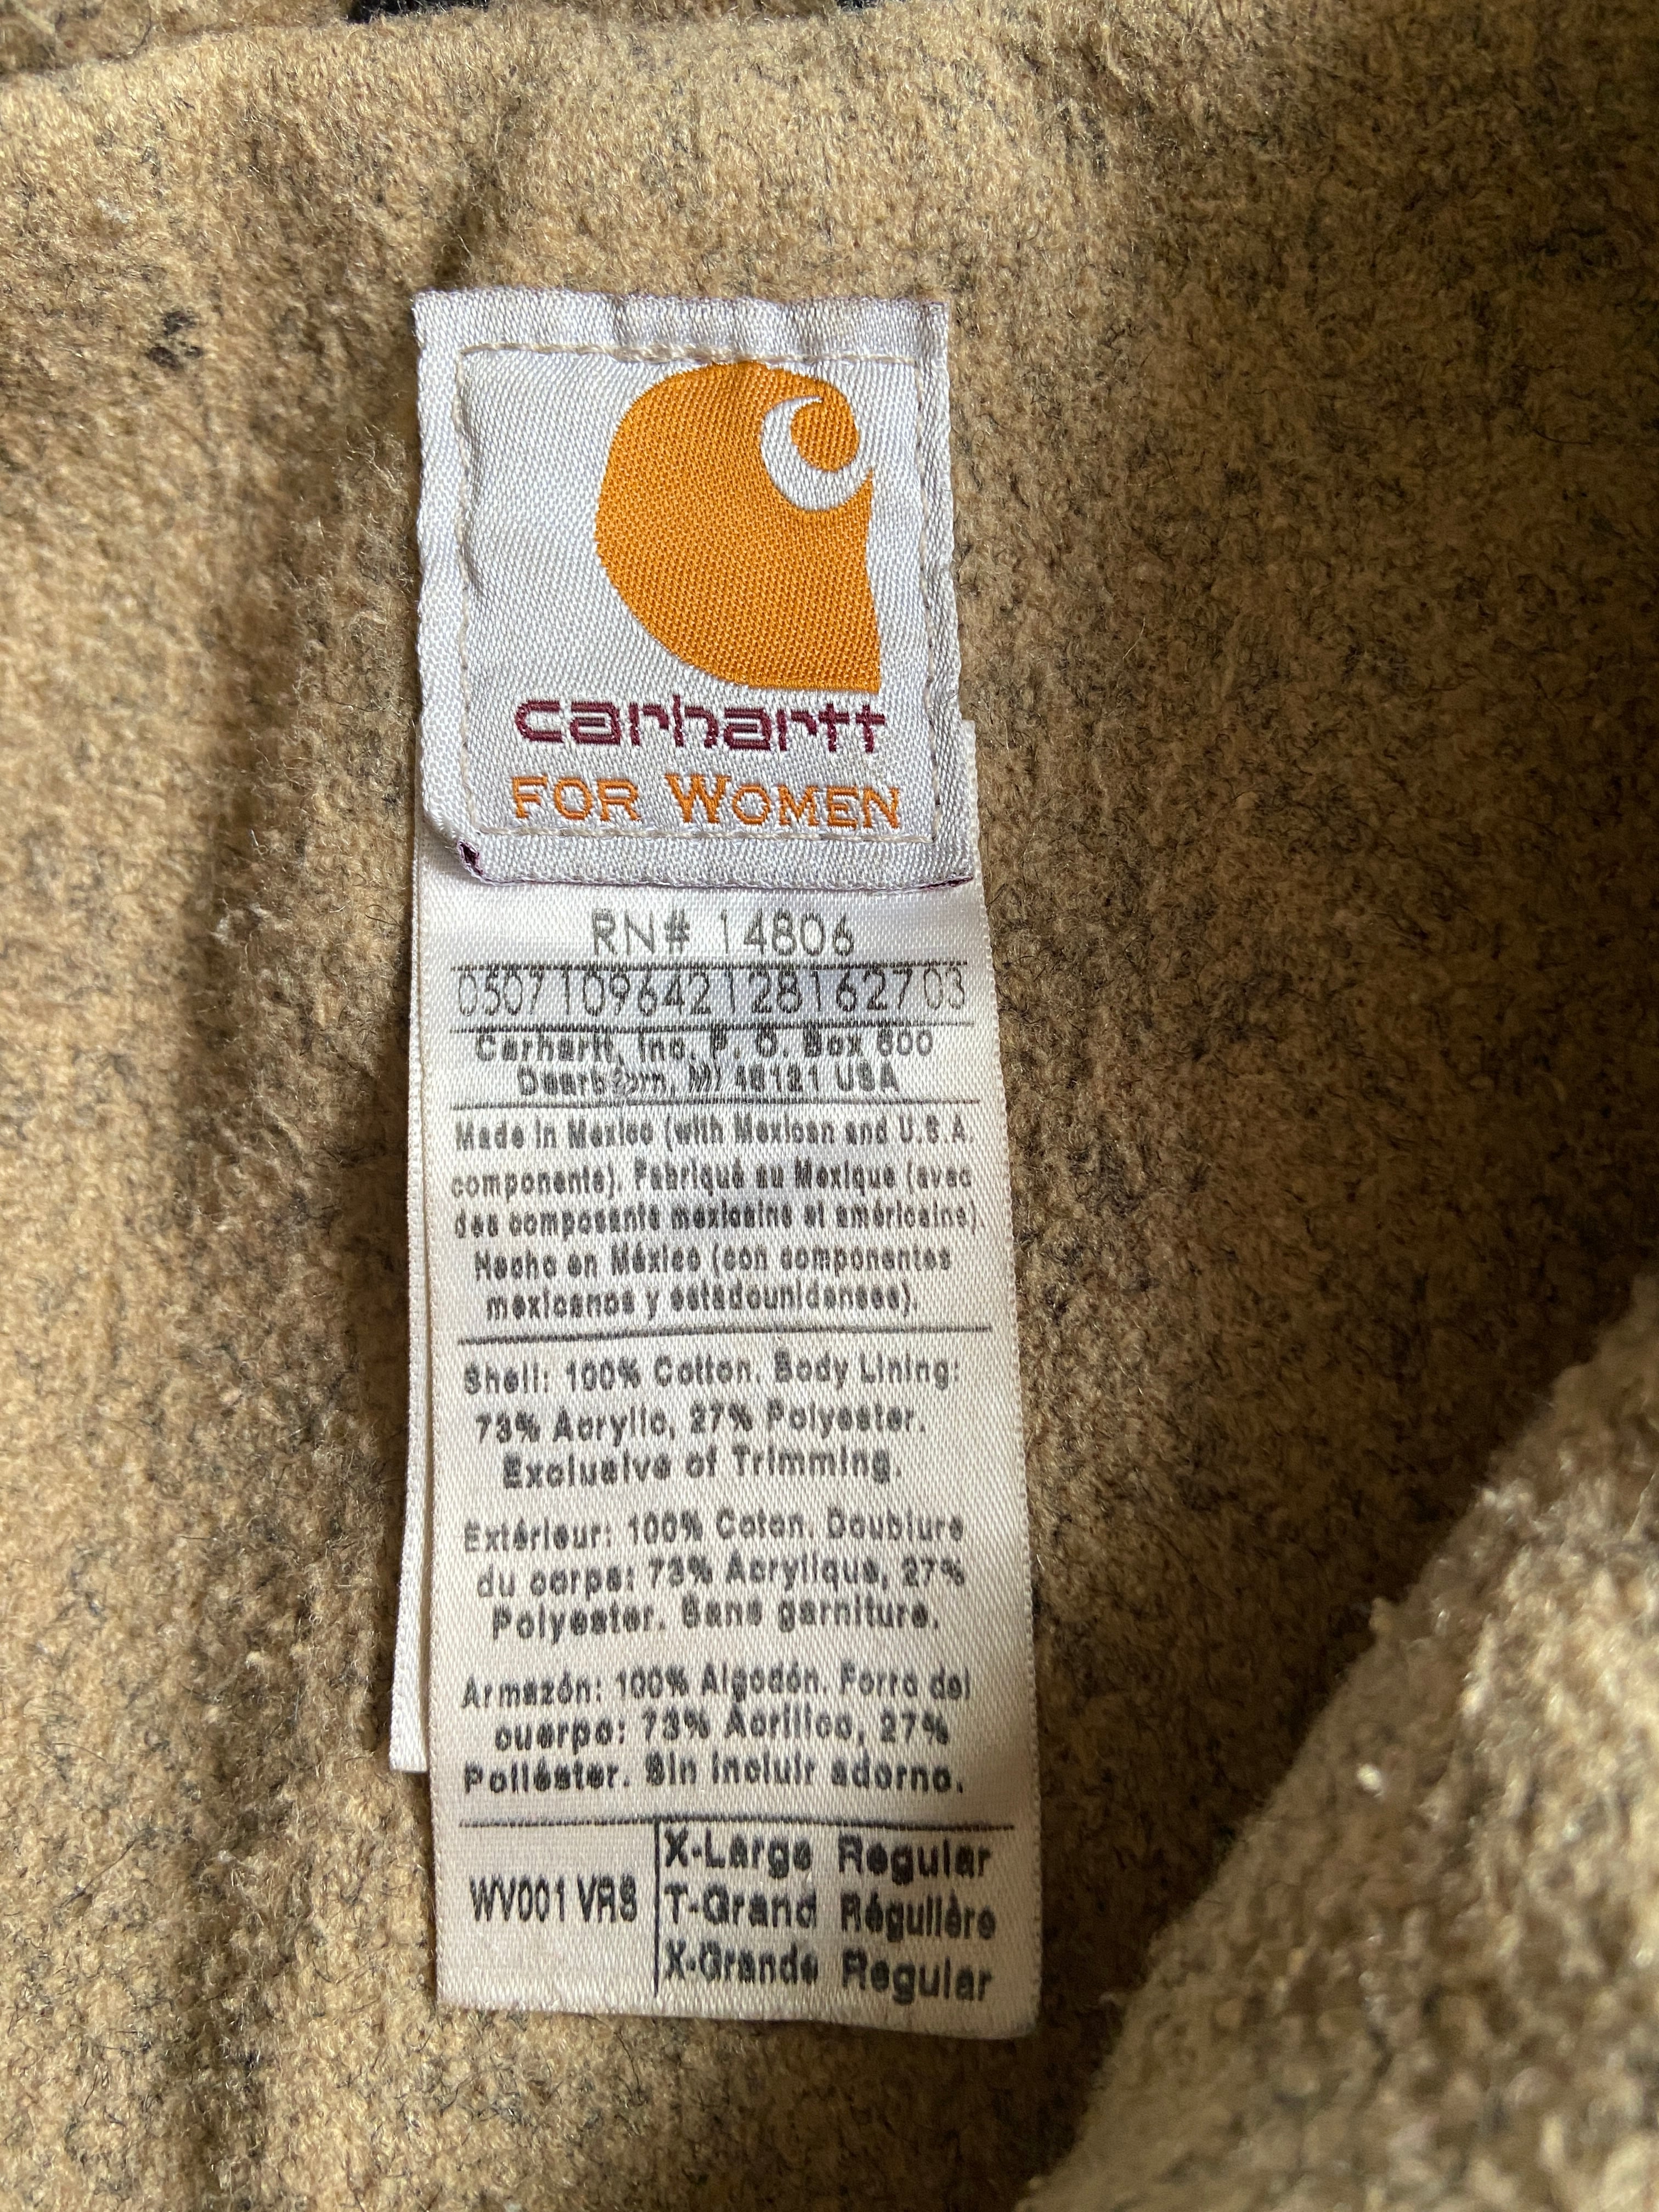 carhartt
FOR WOMEN
RN# 14806
0507109642128162703
Carhartt, Inc. P. O. Box 600
Dearborn, MI 48121 USA
Made in Mexico (with Mexican and U.S.A.
components). Fabriqué au Mexique (avec
des composants mexicains et américains).
Hecho en México (con componentes
mexicanos y estadounidenses).
Shell: 100% Cotton. Body Lining:
73% Acrylic, 27% Polyester.
Exclusive of Trimming.
Extérieur: 100% Coton. Doublure
du corps: 73% Acrylique, 27%
Polyester. Sans garniture.
Armazón: 100% Algodón. Forro del
cuerpo: 73% Acrílico, 27%
Poliéster. Sin incluir adorno.
WV001 VRS
X-Large Regular
T-Grand Régulière
X-Grande Regular